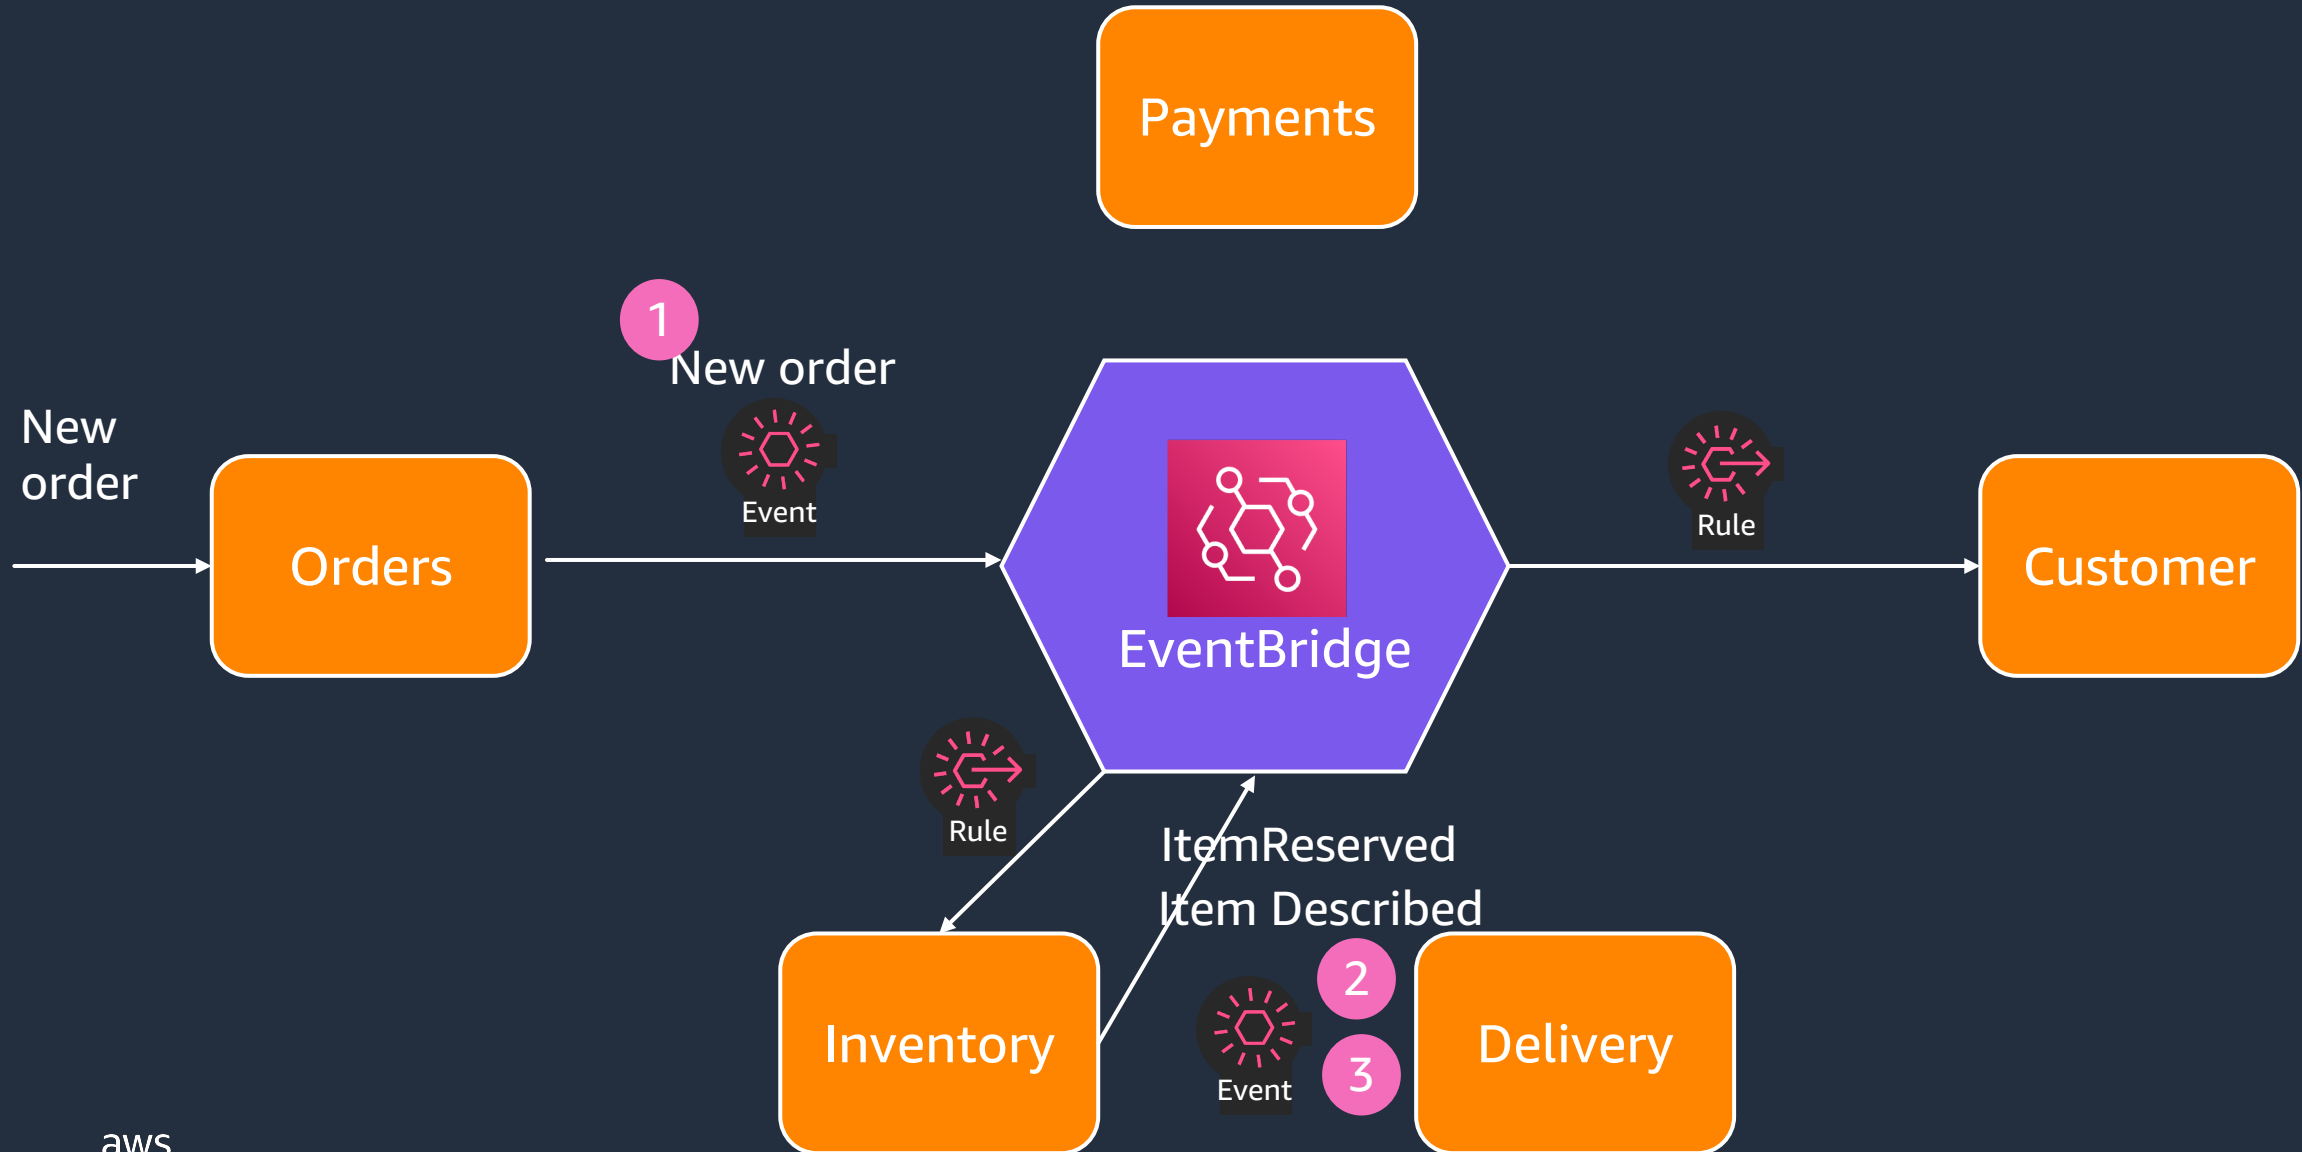 Payments
1
New order
Event
New
order
Orders
EventBridge
Rule
Customer
Rule
ItemReserved
Item Described
2
3
Event
Inventory
Delivery
aws